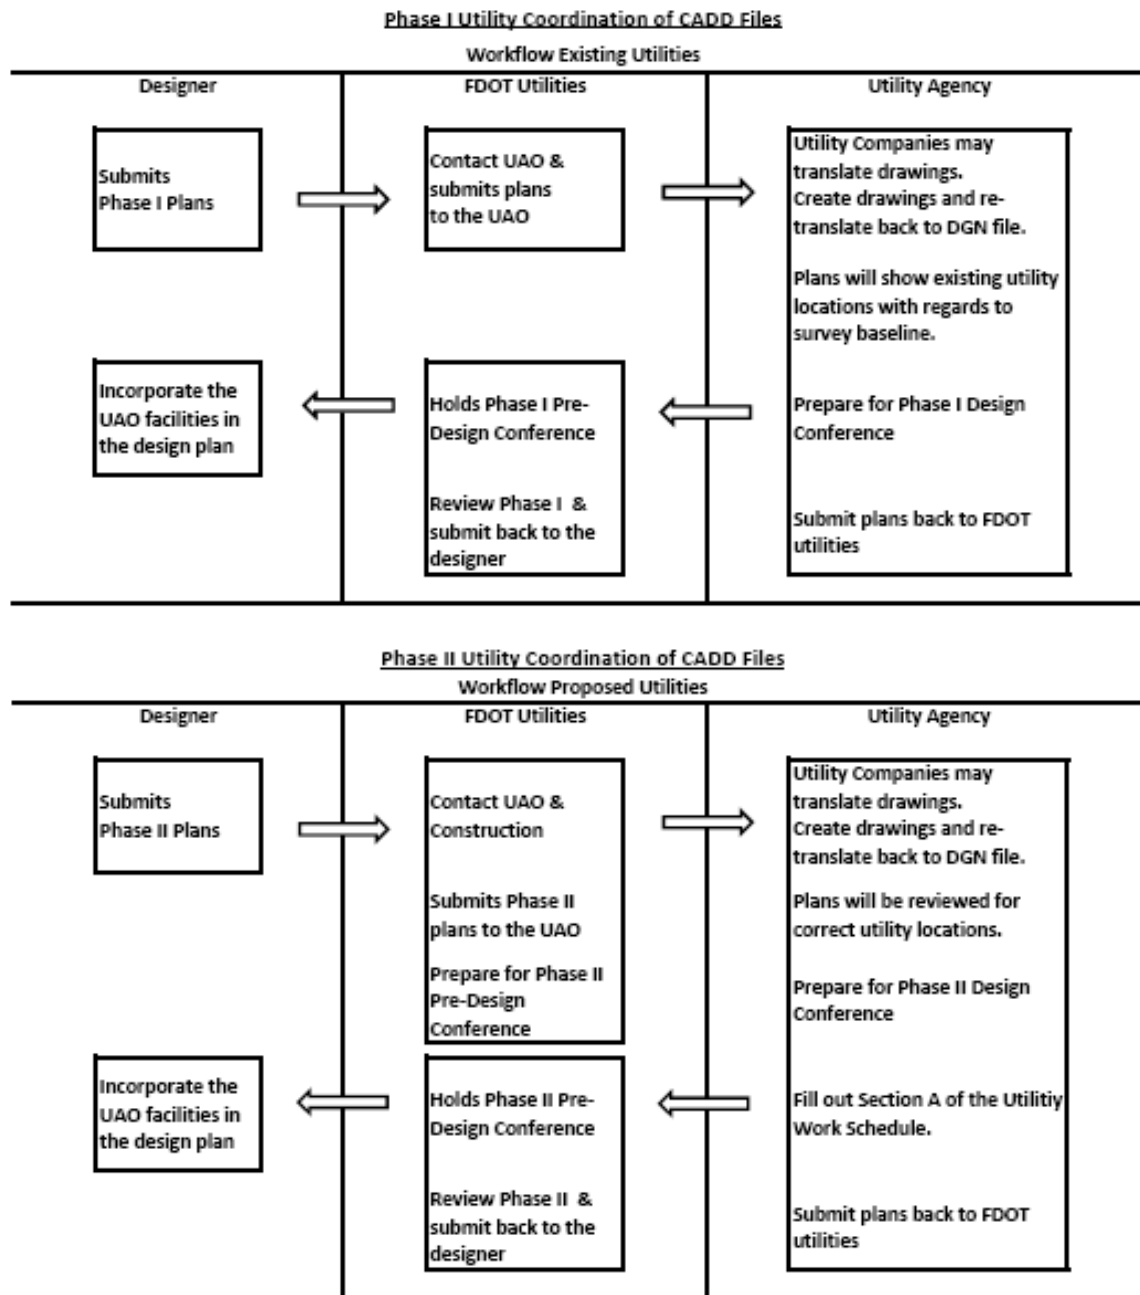 Phase I Utility Coordination of CADD Files
Workflow Existing Utilities
Designer
FDOT Utilities
Utility Agency
Submits
Phase I Plans
Contact UAO &
submits plans
to the UAO
Utility Companies may
translate drawings.
Create drawings and re-
translate back to DGN file.
Plans will show existing utility
locations with regards to
survey baseline.
Incorporate the
UAO facilities in
the design plan
Holds Phase I Pre-
Design Conference
Prepare for Phase I Design
Conference
Review Phase I &
submit back to the
designer
Submit plans back to FDOT
utilities
Phase II Utility Coordination of CADD Files
Workflow Proposed Utilities
Designer
FDOT Utilities
Utility Agency
Submits
Phase II Plans
Contact UAO &
Construction
Submits Phase II
plans to the UAO
Prepare for Phase II
Pre-Design
Conference
Utility Companies may
translate drawings.
Create drawings and re-
translate back to DGN file.
Plans will be reviewed for
correct utility locations.
Prepare for Phase II Design
Conference
Incorporate the
UAO facilities in
the design plan
Holds Phase II Pre-
Design Conference
Fill out Section A of the Utilitiy
Work Schedule.
Review Phase II &
submit back to the
designer
Submit plans back to FDOT
utilities